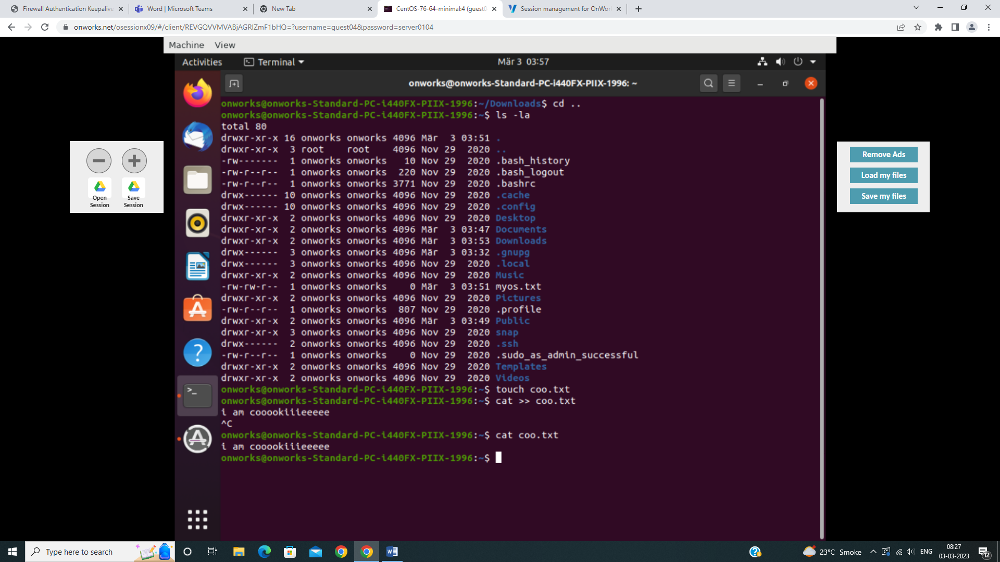 Firewall Authentication Keepalive
Word | Microsoft Teams
New Tab
CentOS-76-64-minimal:4 (guest0
Session management for OnWor
onworks.net/osessionx09/#/client/REVGQVVMVABjAGRlZmF1bHQ=?username=guest04&password=server0104
Machine View
Activities Terminal Mär 3 03:57
onworks@onworks-Standard-PC-i440FX-PIIX-1996: ~
onworks@onworks-Standard-PC-i440FX-PIIX-1996:~/Downloads$ cd ..
onworks@onworks-Standard-PC-i440FX-PIIX-1996:~$ ls -la
total 80
drwxr-xr-x 16 onworks onworks 4096 Mär  3 03:51 .
drwxr-xr-x  3 root    root    4096 Nov 29  2020 ..
-rw-------  1 onworks onworks   10 Nov 29  2020 .bash_history
-rw-r--r--  1 onworks onworks  220 Nov 29  2020 .bash_logout
-rw-r--r--  1 onworks onworks 3771 Nov 29  2020 .bashrc
drwx------ 10 onworks onworks 4096 Nov 29  2020 .cache
drwx------ 10 onworks onworks 4096 Nov 29  2020 .config
drwxr-xr-x  2 onworks onworks 4096 Nov 29  2020 Desktop
drwxr-xr-x  2 onworks onworks 4096 Mär  3 03:47 Documents
drwxr-xr-x  2 onworks onworks 4096 Mär  3 03:53 Downloads
drwx------  3 onworks onworks 4096 Mär  3 03:32 .gnupg
drwx------  3 onworks onworks 4096 Nov 29  2020 .local
drwxr-xr-x  2 onworks onworks 4096 Nov 29  2020 Music
-rw-rw-r--  1 onworks onworks    0 Mär  3 03:51 myos.txt
drwxr-xr-x  2 onworks onworks 4096 Nov 29  2020 Pictures
-rw-r--r--  1 onworks onworks  807 Nov 29  2020 .profile
drwxr-xr-x  2 onworks onworks 4096 Mär  3 03:49 Public
drwxr-xr-x  3 onworks onworks 4096 Nov 29  2020 snap
drwx------  2 onworks onworks 4096 Nov 29  2020 .ssh
-rw-r--r--  1 onworks onworks    0 Nov 29  2020 .sudo_as_admin_successful
drwxr-xr-x  2 onworks onworks 4096 Nov 29  2020 Templates
drwxr-xr-x  2 onworks onworks 4096 Nov 29  2020 Videos
onworks@onworks-Standard-PC-i440FX-PIIX-1996:~$ touch coo.txt
onworks@onworks-Standard-PC-i440FX-PIIX-1996:~$ cat >> coo.txt
i am cooookiiieeeee
^C
onworks@onworks-Standard-PC-i440FX-PIIX-1996:~$ cat coo.txt
i am cooookiiieeeee
onworks@onworks-Standard-PC-i440FX-PIIX-1996:~$
Open Session
Save Session
Remove Ads
Load my files
Save my files
Type here to search
23°C Smoke
ENG
08:27
03-03-2023
12